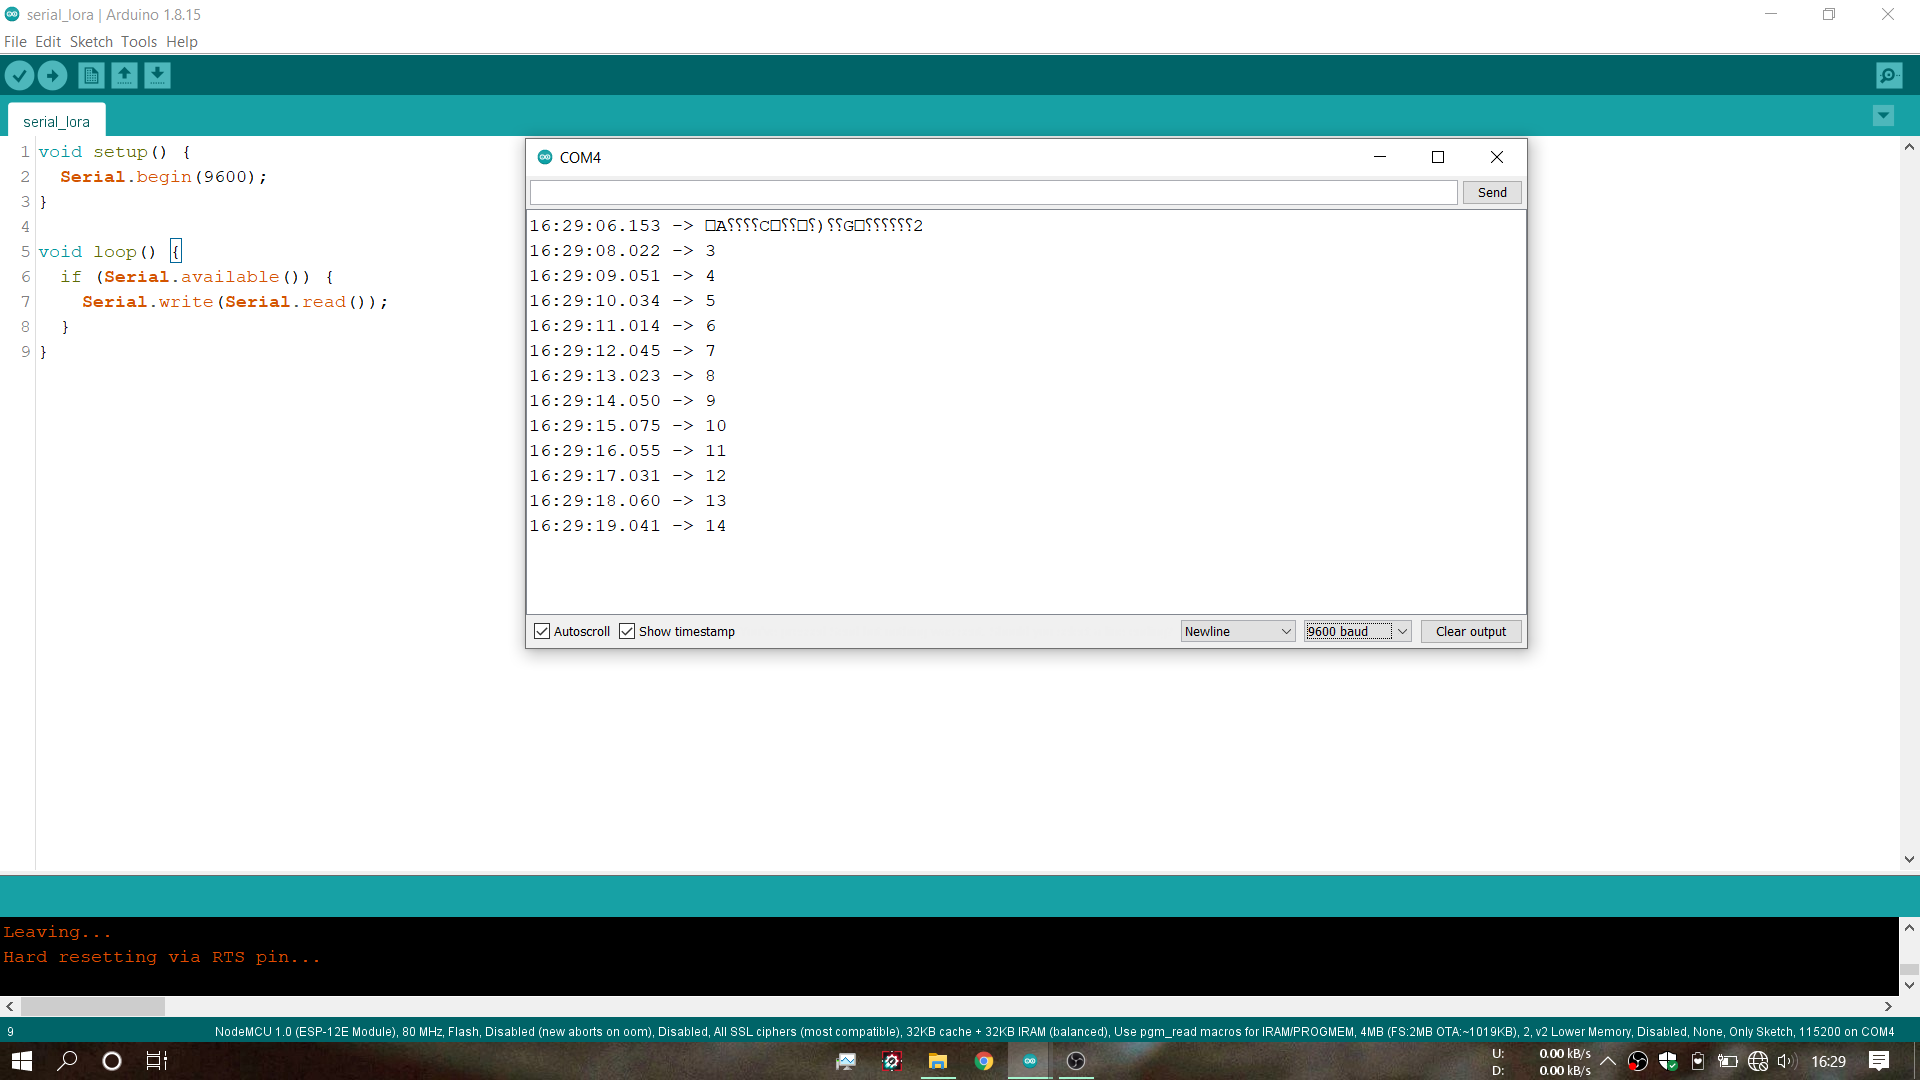 serial_lora | Arduino 1.8.15
File Edit Sketch Tools Help
serial_lora
1 void setup() {
2   Serial.begin(9600);
3 }
4
5 void loop() {
6   if (Serial.available()) {
7     Serial.write(Serial.read());
8   }
9 }
COM4
Send
16:29:06.153 -> □A⸮⸮⸮⸮C□⸮⸮□⸮)⸮⸮G□⸮⸮⸮⸮⸮⸮2
16:29:08.022 -> 3
16:29:09.051 -> 4
16:29:10.034 -> 5
16:29:11.014 -> 6
16:29:12.045 -> 7
16:29:13.023 -> 8
16:29:14.050 -> 9
16:29:15.075 -> 10
16:29:16.055 -> 11
16:29:17.031 -> 12
16:29:18.060 -> 13
16:29:19.041 -> 14
Autoscroll Show timestamp Newline 9600 baud Clear output
Leaving...
Hard resetting via RTS pin...
9 NodeMCU 1.0 (ESP-12E Module), 80 MHz, Flash, Disabled (new aborts on oom), Disabled, All SSL ciphers (most compatible), 32KB cache + 32KB IRAM (balanced), Use pgm_read macros for IRAM/PROGMEM, 4MB (FS:2MB OTA:~1019KB), 2, v2 Lower Memory, Disabled, None, Only Sketch, 115200 on COM4
U: 0.00 kB/s
D: 0.00 kB/s
16:29